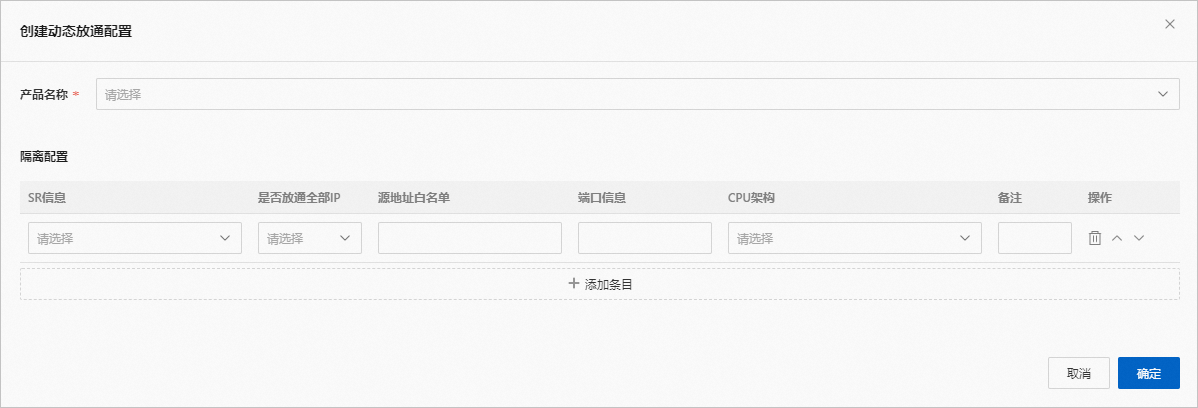 创建动态放通配置
产品名称 * 请选择
隔离配置
SR信息 是否放通全部IP 源地址白名单 端口信息 CPU架构 备注 操作
请选择 请选择 请选择
添加条目
取消 确定